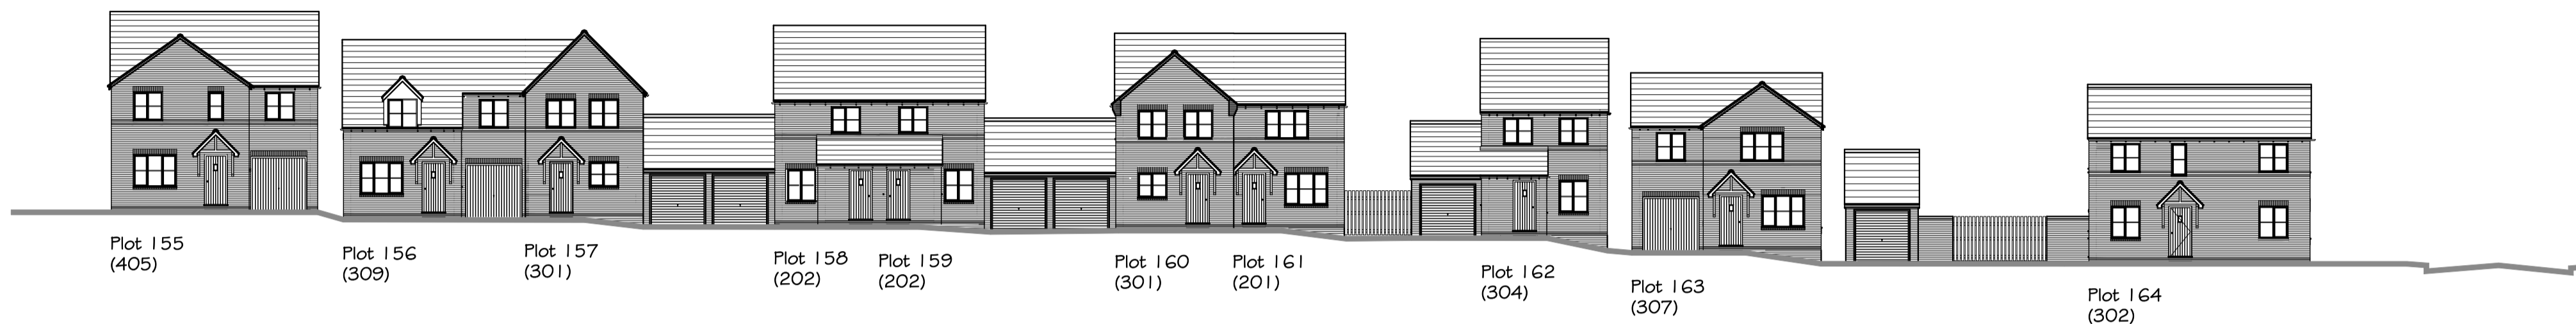 Plot 155
(405)
Plot 156
(309)
Plot 157
(301)
Plot 158
(202)
Plot 159
(202)
Plot 160
(301)
Plot 161
(201)
Plot 162
(304)
Plot 163
(307)
Plot 164
(302)